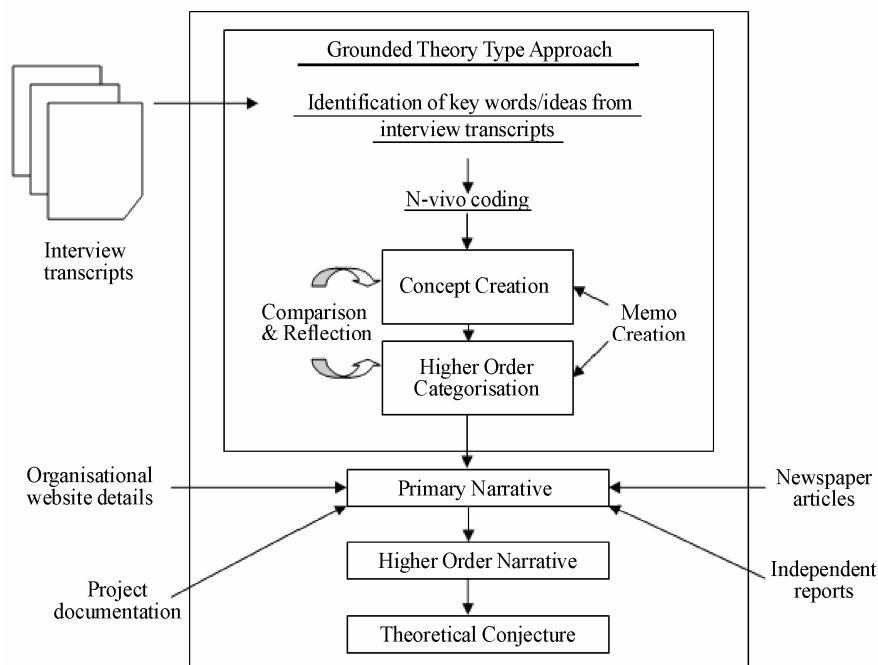 Grounded Theory Type Approach
Identification of key words/ideas from
interview transcripts
N-vivo coding
Interview
transcripts
Concept Creation
Comparison
& Reflection
Memo
Creation
Higher Order
Categorisation
Organisational
website details
Primary Narrative
Newspaper
articles
Higher Order Narrative
Project
documentation
Independent
reports
Theoretical Conjecture